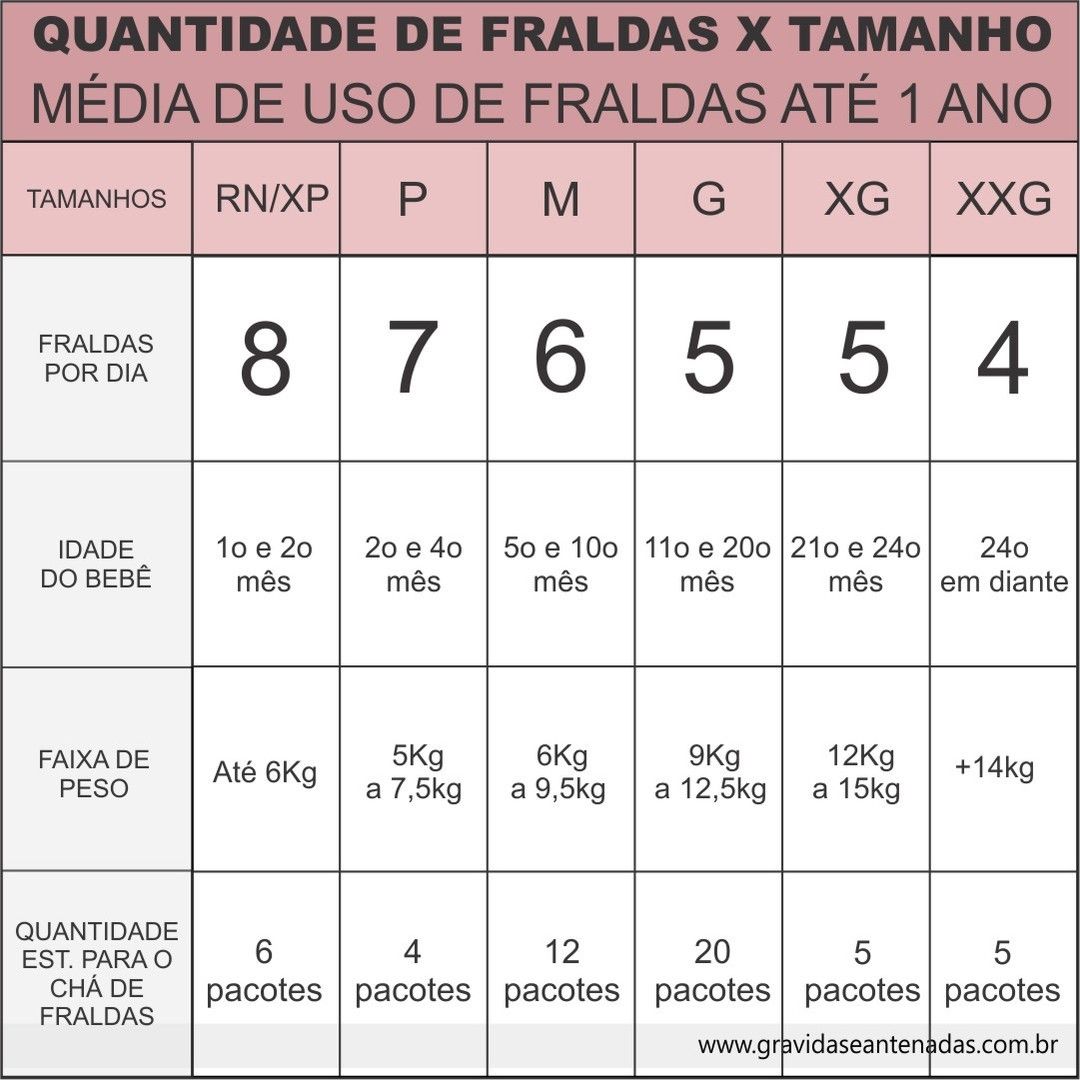 QUANTIDADE DE FRALDAS X TAMANHO
MÉDIA DE USO DE FRALDAS ATÉ 1 ANO
TAMANHOS RN/XP P M G XG XXG
FRALDAS
POR DIA
8 7 6 5 5 4
IDADE
DO BEBÊ
1o e 2o
mês
2o e 4o
mês
5o e 10o
mês
11o e 20o
mês
21o e 24o
mês
24o
em diante
FAIXA DE
PESO
Até 6Kg
5Kg
a 7,5kg
6Kg
a 9,5kg
9Kg
a 12,5kg
12Kg
a 15kg
+14kg
QUANTIDADE
EST. PARA O
CHÁ DE
FRALDAS
6
pacotes
4
pacotes
12
pacotes
20
pacotes
5
pacotes
5
pacotes
www.gravidaseantenadas.com.br